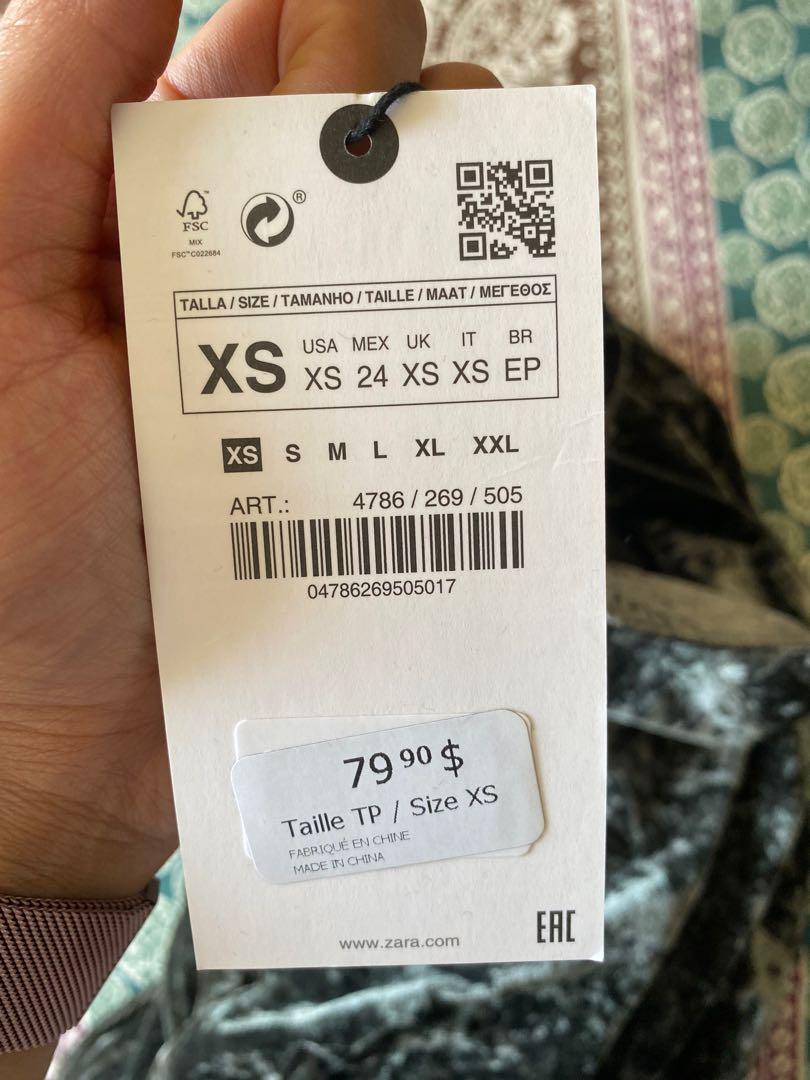 FSC™
MIX
FSC™C022684
®
TALLA / SIZE / TAMANHO / TAILLE / MAAT / ΜΕΓΕΘΟΣ
XS
USA MEX UK IT BR
XS 24 XS XS EP
XS S M L XL XXL
ART.: 4786 / 269 / 505
04786269505017
79 90 $
Taille TP / Size XS
FABRIQUÉ EN CHINE
MADE IN CHINA
www.zara.com
EAC